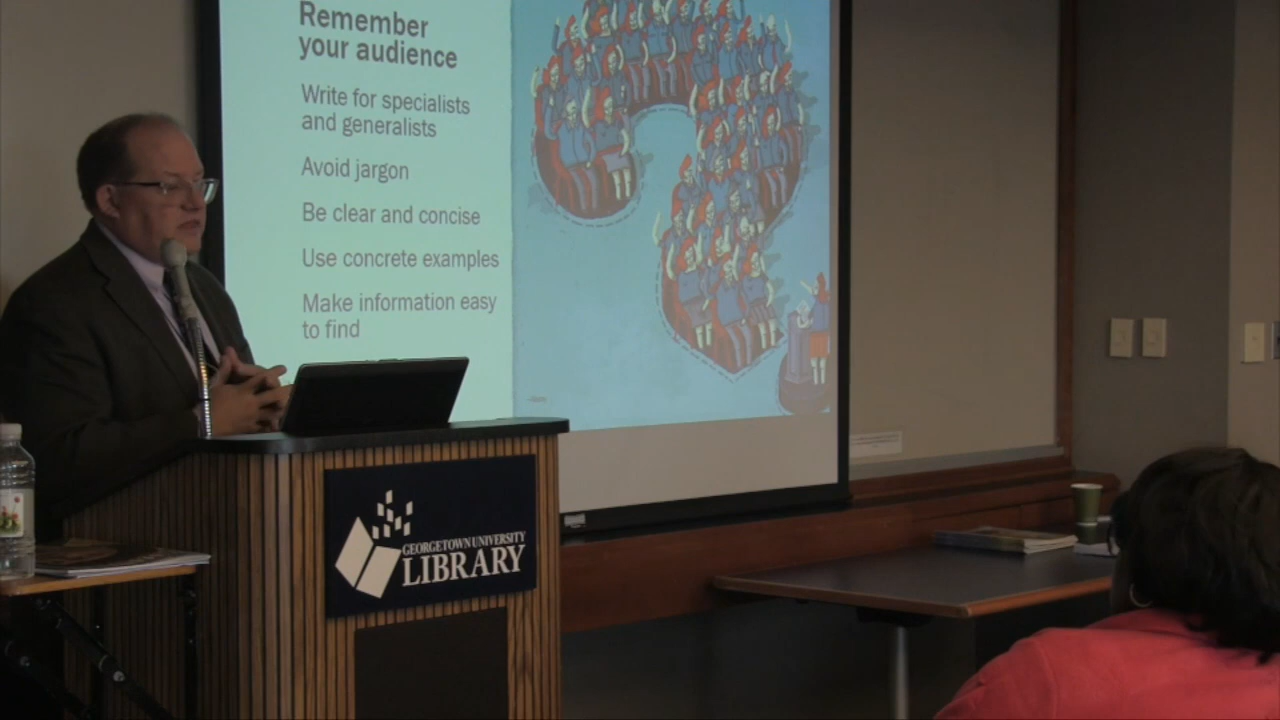 Remember
your audience
Write for specialists
and generalists
Avoid jargon
Be clear and concise
Use concrete examples
Make information easy
to find
GEORGETOWN UNIVERSITY
LIBRARY